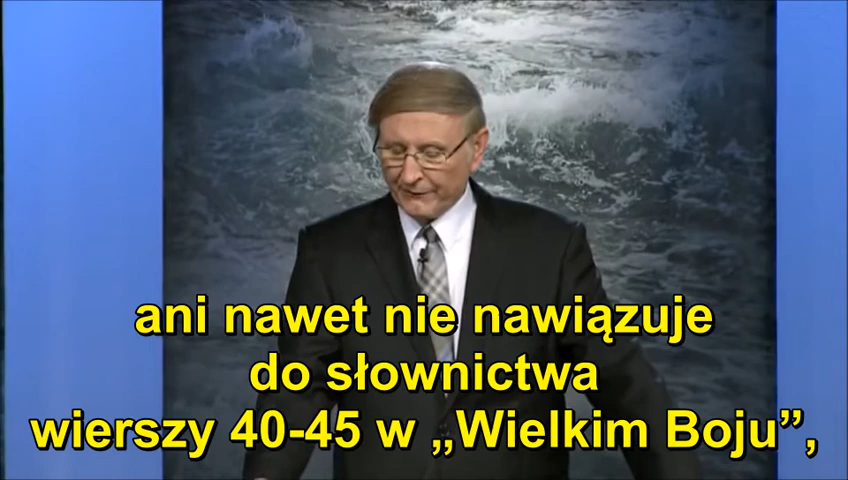 ani nawet nie nawiązuje
do słownictwa
wierszy 40-45 w „Wielkim Boju”,